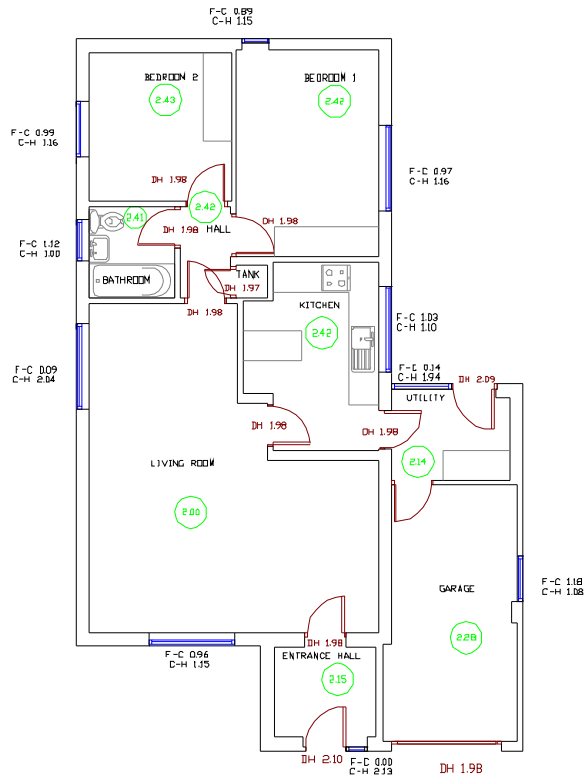 F-C 0.89
C-H 1.15
BEDROOM 2
BEDROOM 1
2.43
2.42
F-C 0.99
C-H 1.16
F-C 0.97
C-H 1.16
DH 1.98
2.42
2.41
DH 1.98
HALL
DH 1.98
F-C 1.12
C-H 1.00
BATHROOM
TANK
DH 1.97
DH 1.98
KITCHEN
2.42
F-C 1.03
C-H 1.10
F-C 0.09
C-H 2.04
F-C 0.14
C-H 1.94
DH 2.09
UTILITY
DH 1.98
DH 1.98
LIVING ROOM
2.14
2.00
F-C 1.18
C-H 1.08
GARAGE
2.28
DH 1.98
F-C 0.96
C-H 1.15
ENTRANCE HALL
2.15
DH 2.10
F-C 0.00
C-H 2.13
DH 1.98